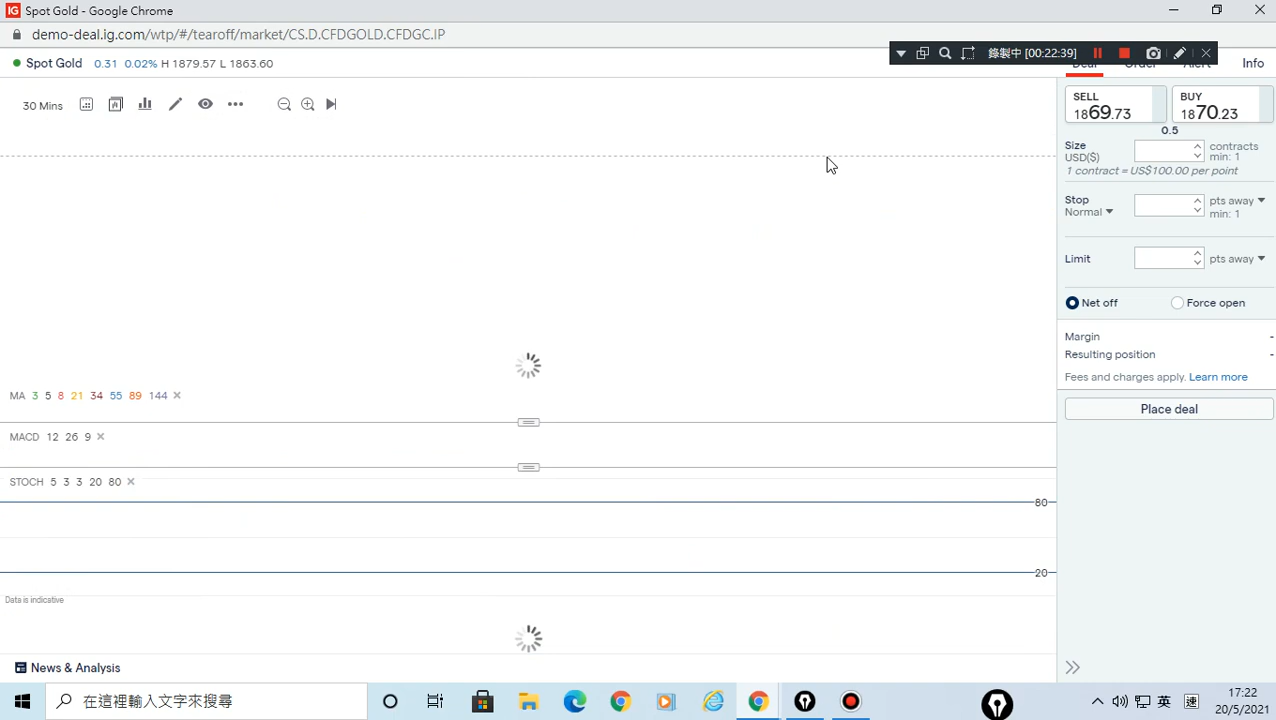 IG Spot Gold - Google Chrome
demo-deal.ig.com/wtp/#/tearoff/market/CS.D.CFDGOLD.CFDGC.IP
錄製中 [00:22:39]
Spot Gold 0.31 0.02% H 1879.57 L 1863.60
Info
30 Mins
SELL
1869.73
BUY
1870.23
0.5
Size
USD($)
contracts
min: 1
1 contract = US$100.00 per point
Stop
Normal
pts away
min: 1
Limit
pts away
Net off
Force open
Margin -
Resulting position -
Fees and charges apply. Learn more
Place deal
MA 3 5 8 21 34 55 89 144
MACD 12 26 9
STOCH 5 3 3 20 80
80
20
Data is indicative
News & Analysis
在這裡輸入文字來搜尋
英
17:22
20/5/2021